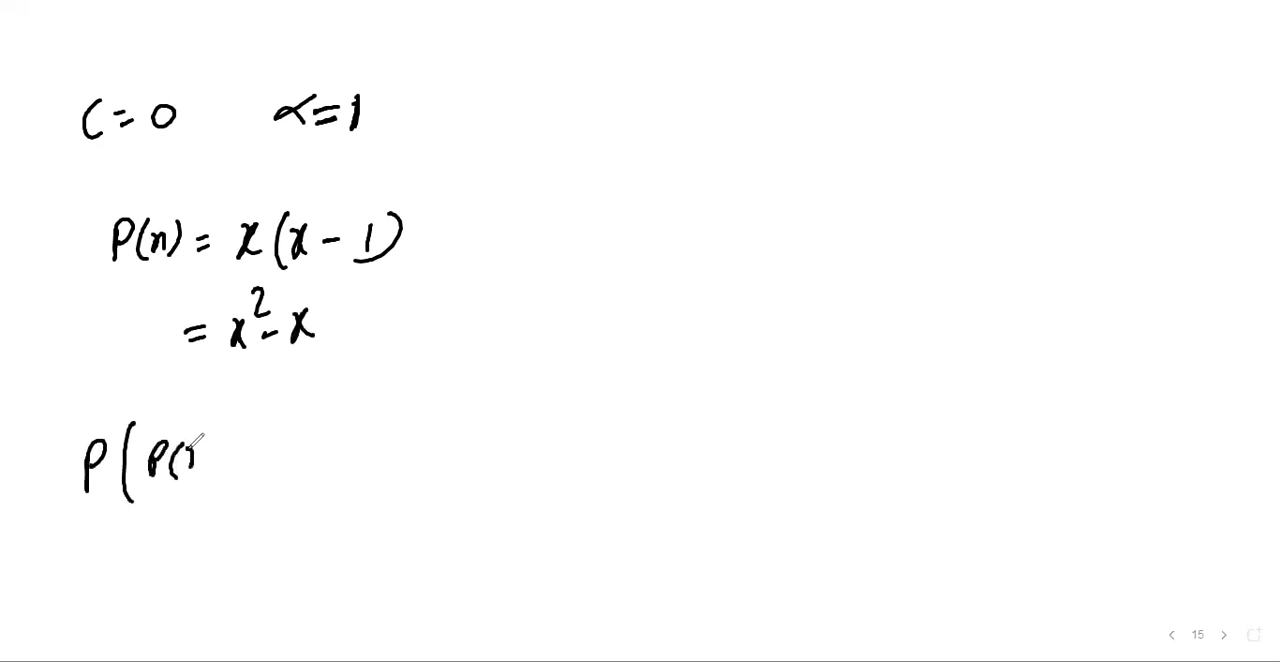 C = 0 α = 1
P(n) = x(x - 1)
= x² - x
P(P(
< 15 >